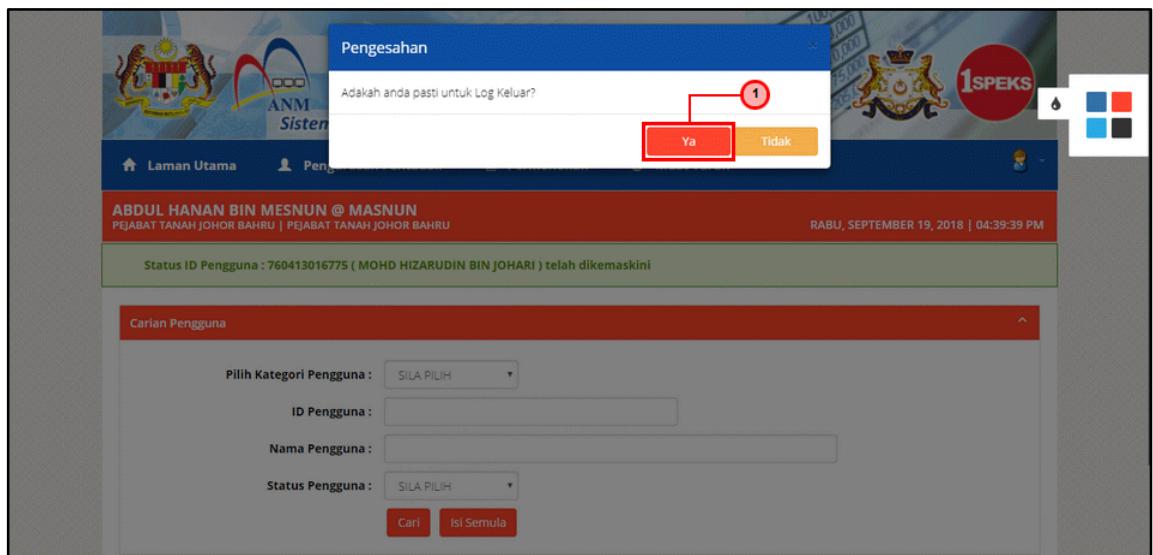 Pengesahan
×
Adakah anda pasti untuk Log Keluar?
1
Ya
Tidak
ANM
Sistem
1SPEKS
Laman Utama
ABDUL HANAN BIN MESNUN @ MASNUN
PEJABAT TANAH JOHOR BAHRU | PEJABAT TANAH JOHOR BAHRU
RABU, SEPTEMBER 19, 2018 | 04:39:39 PM
Status ID Pengguna : 760413016775 ( MOHD HIZARUDIN BIN JOHARI ) telah dikemaskini
Carian Pengguna
Pilih Kategori Pengguna :
SILA PILIH
ID Pengguna :
Nama Pengguna :
Status Pengguna :
SILA PILIH
Cari
Isi Semula